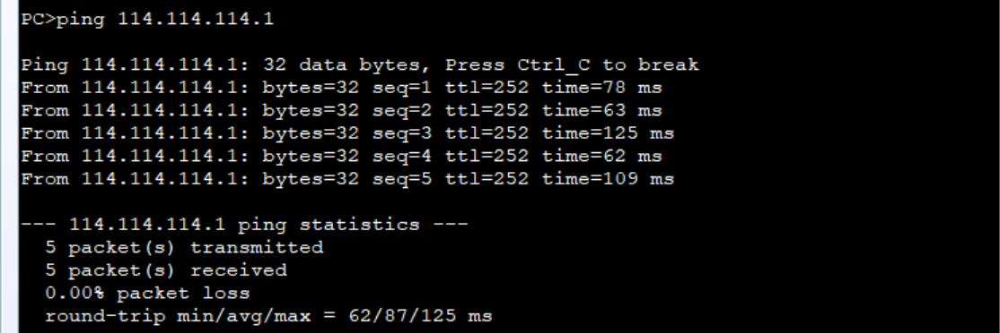 PC>ping 114.114.114.1
Ping 114.114.114.1: 32 data bytes, Press Ctrl_C to break
From 114.114.114.1: bytes=32 seq=1 ttl=252 time=78 ms
From 114.114.114.1: bytes=32 seq=2 ttl=252 time=63 ms
From 114.114.114.1: bytes=32 seq=3 ttl=252 time=125 ms
From 114.114.114.1: bytes=32 seq=4 ttl=252 time=62 ms
From 114.114.114.1: bytes=32 seq=5 ttl=252 time=109 ms
--- 114.114.114.1 ping statistics ---
5 packet(s) transmitted
5 packet(s) received
0.00% packet loss
round-trip min/avg/max = 62/87/125 ms